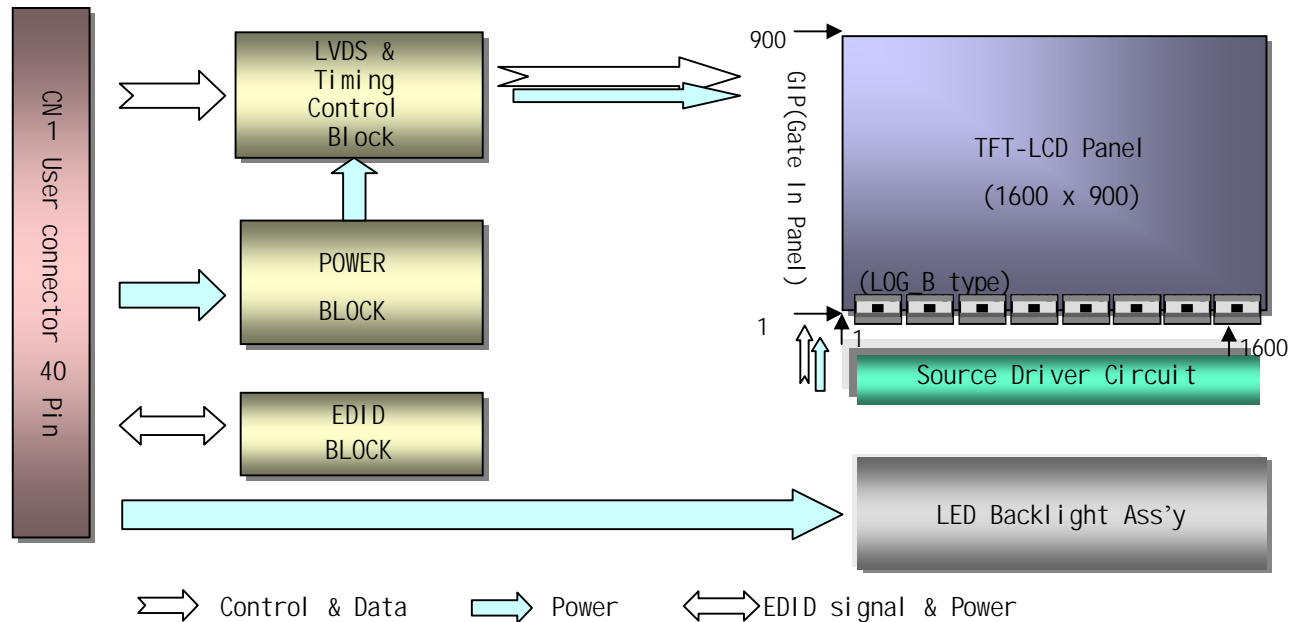 CN1 User connector 40 Pin
LVDS &
Timing
Control
Block
POWER
BLOCK
EDID
BLOCK
900
GIP(Gate In Panel)
1
TFT-LCD Panel
(1600 x 900)
(LOG_B type)
1
1600
Source Driver Circuit
LED Backlight Ass'y
Control & Data
Power
EDID signal & Power